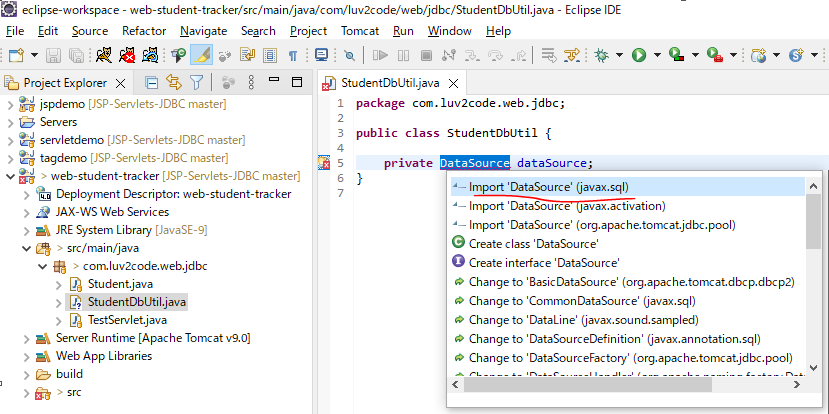 eclipse-workspace - web-student-tracker/src/main/java/com/luv2code/web/jdbc/StudentDbUtil.java - Eclipse IDE
File Edit Source Refactor Navigate Search Project Tomcat Run Window Help
Project Explorer
jspdemo [JSP-Servlets-JDBC master]
Servers
servletdemo [JSP-Servlets-JDBC master]
tagdemo [JSP-Servlets-JDBC master]
> web-student-tracker [JSP-Servlets-JDBC master]
Deployment Descriptor: web-student-tracker
JAX-WS Web Services
JRE System Library [JavaSE-9]
> src/main/java
> com.luv2code.web.jdbc
Student.java
StudentDbUtil.java
TestServlet.java
Server Runtime [Apache Tomcat v9.0]
Web App Libraries
build
> src
StudentDbUtil.java
1 package com.luv2code.web.jdbc;
2
3 public class StudentDbUtil {
4
5 private DataSource dataSource;
6 }
7
Import 'DataSource' (javax.sql)
Import 'DataSource' (javax.activation)
Import 'DataSource' (org.apache.tomcat.jdbc.pool)
Create class 'DataSource'
Create interface 'DataSource'
Change to 'BasicDataSource' (org.apache.tomcat.dbcp.dbcp2)
Change to 'CommonDataSource' (javax.sql)
Change to 'DataLine' (javax.sound.sampled)
Change to 'DataSourceDefinition' (javax.annotation.sql)
Change to 'DataSourceFactory' (org.apache.tomcat.jdbc.pool)